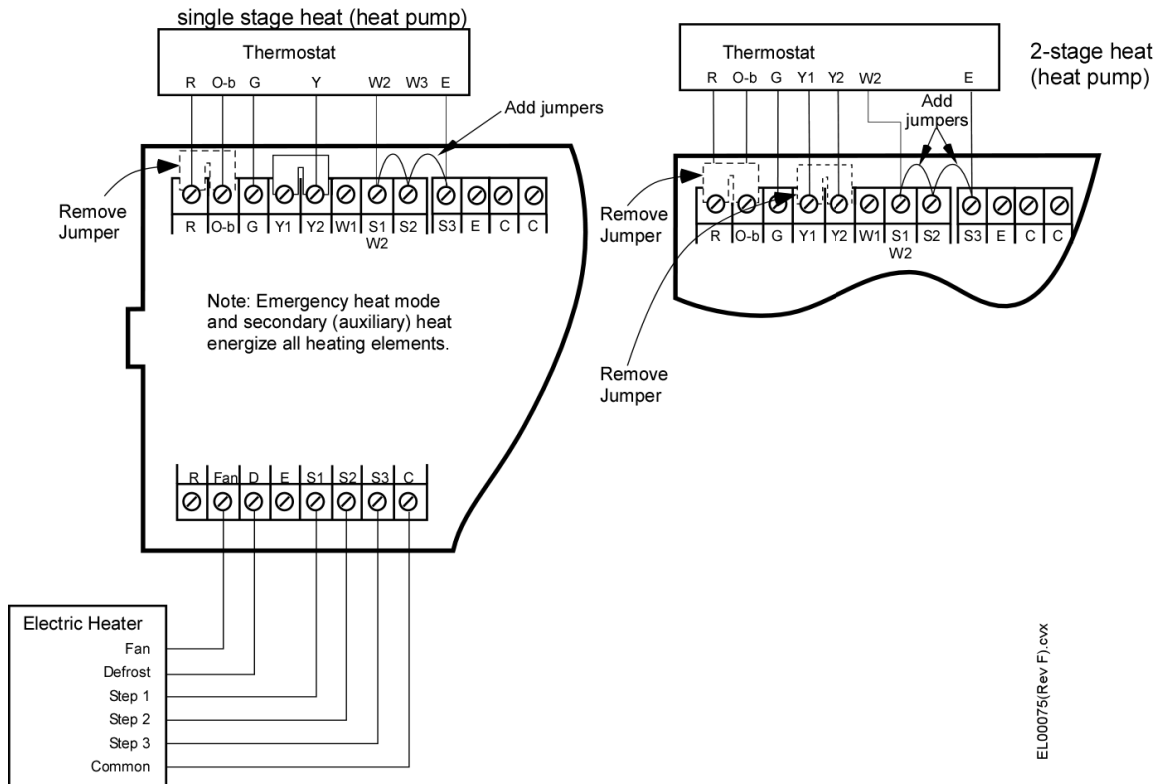 single stage heat (heat pump)
Thermostat
R O-b G Y W2 W3 E
Add jumpers
Remove
Jumper
R O-b G Y1 Y2 W1 S1 S2 S3 E C C
W2
Note: Emergency heat mode
and secondary (auxiliary) heat
energize all heating elements.
R Fan D E S1 S2 S3 C
Electric Heater
Fan
Defrost
Step 1
Step 2
Step 3
Common
2-stage heat
(heat pump)
Thermostat
R O-b G Y1 Y2 W2 E
Add
jumpers
Remove
Jumper
R O-b G Y1 Y2 W1 S1 S2 S3 E C C
W2
Remove
Jumper
EL00075(Rev F).cvx